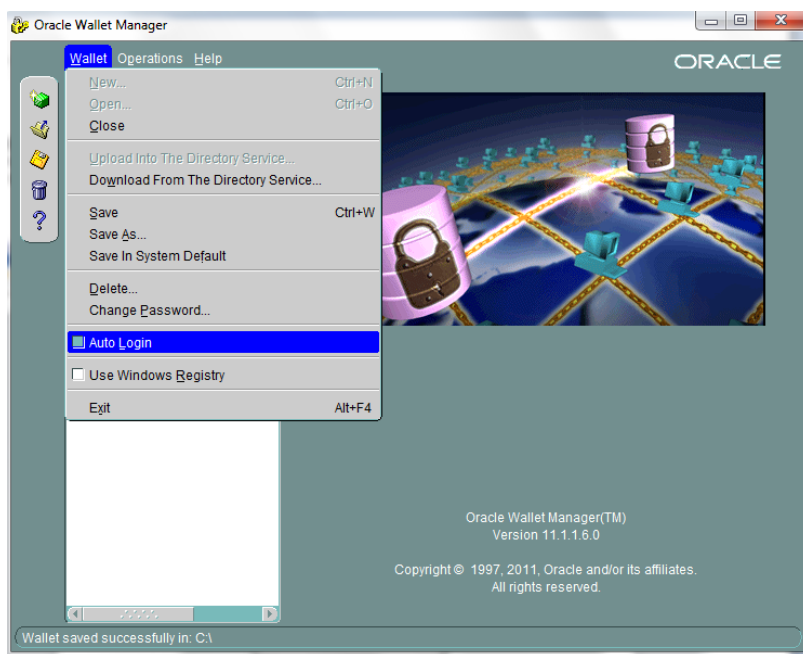 Oracle Wallet Manager
Wallet Operations Help
ORACLE
New... Ctrl+N
Open... Ctrl+O
Close
Upload Into The Directory Service...
Download From The Directory Service...
Save Ctrl+W
Save As...
Save In System Default
Delete...
Change Password...
Auto Login
Use Windows Registry
Exit Alt+F4
Oracle Wallet Manager(TM)
Version 11.1.1.6.0
Copyright © 1997, 2011, Oracle and/or its affiliates.
All rights reserved.
Wallet saved successfully in: C:\